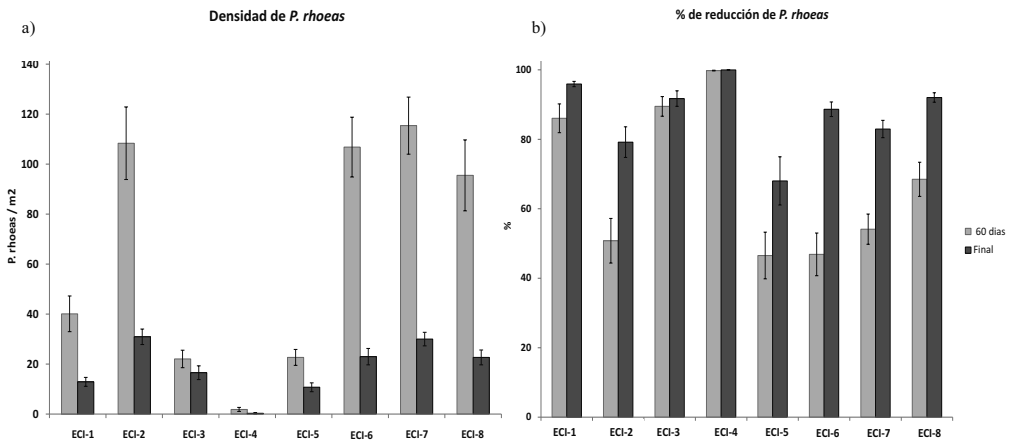 a)
Densidad de P. rhoeas
P. rhoeas / m2
140
120
100
80
60
40
20
0
ECI-1 ECI-2 ECI-3 ECI-4 ECI-5 ECI-6 ECI-7 ECI-8
b)
% de reducción de P. rhoeas
%
100
80
60
40
20
0
ECI-1 ECI-2 ECI-3 ECI-4 ECI-5 ECI-6 ECI-7 ECI-8
60 dias
Final